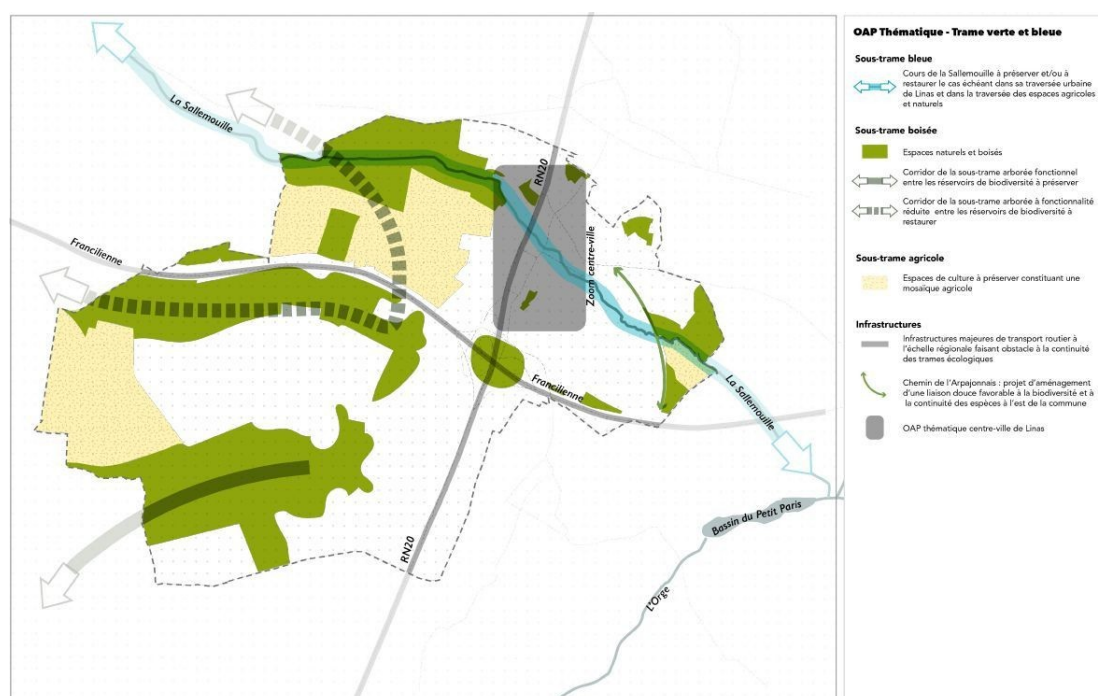 OAP Thématique - Trame verte et bleue
Sous-trame bleue
Cours de la Sallemouille à préserver et/ou à
restaurer le cas échéant dans sa traversée urbaine
de Linas et dans la traversée des espaces agricoles
et naturels
Sous-trame boisée
Espaces naturels et boisés
Corridor de la sous-trame arborée fonctionnel
entre les réservoirs de biodiversité à préserver
Corridor de la sous-trame arborée à fonctionnalité
réduite entre les réservoirs de biodiversité à
restaurer
Sous-trame agricole
Espaces de culture à préserver constituant une
mosaïque agricole
Infrastructures
Infrastructures majeures de transport routier à
l'échelle régionale faisant obstacle à la continuité
des trames écologiques
Chemin de l'Arpajonnais : projet d'aménagement
d'une liaison douce favorable à la biodiversité et à
la continuité des espèces à l'est de la commune
OAP thématique centre-ville de Linas
La Sallemouille
RN20
Francilienne
Zoom centre-ville
Francilienne
La Sallemouille
Bassin du Petit Paris
RN20
L'Orge